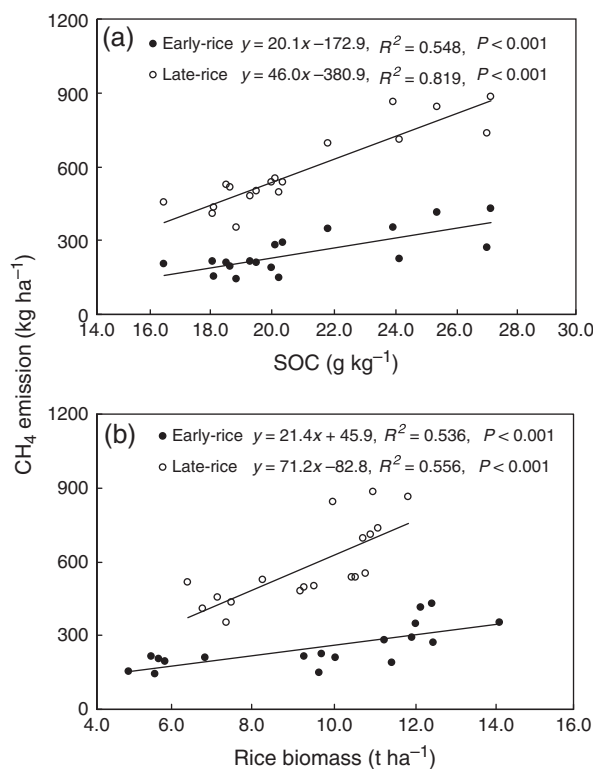 (a)
Early-rice y = 20.1x −172.9, R² = 0.548, P < 0.001
Late-rice y = 46.0x −380.9, R² = 0.819, P < 0.001
1200
900
600
300
0
14.0 16.0 18.0 20.0 22.0 24.0 26.0 28.0 30.0
SOC (g kg⁻¹)
CH₄ emission (kg ha⁻¹)
(b)
Early-rice y = 21.4x + 45.9, R² = 0.536, P < 0.001
Late-rice y = 71.2x −82.8, R² = 0.556, P < 0.001
1200
900
600
300
0
4.0 6.0 8.0 10.0 12.0 14.0 16.0
Rice biomass (t ha⁻¹)